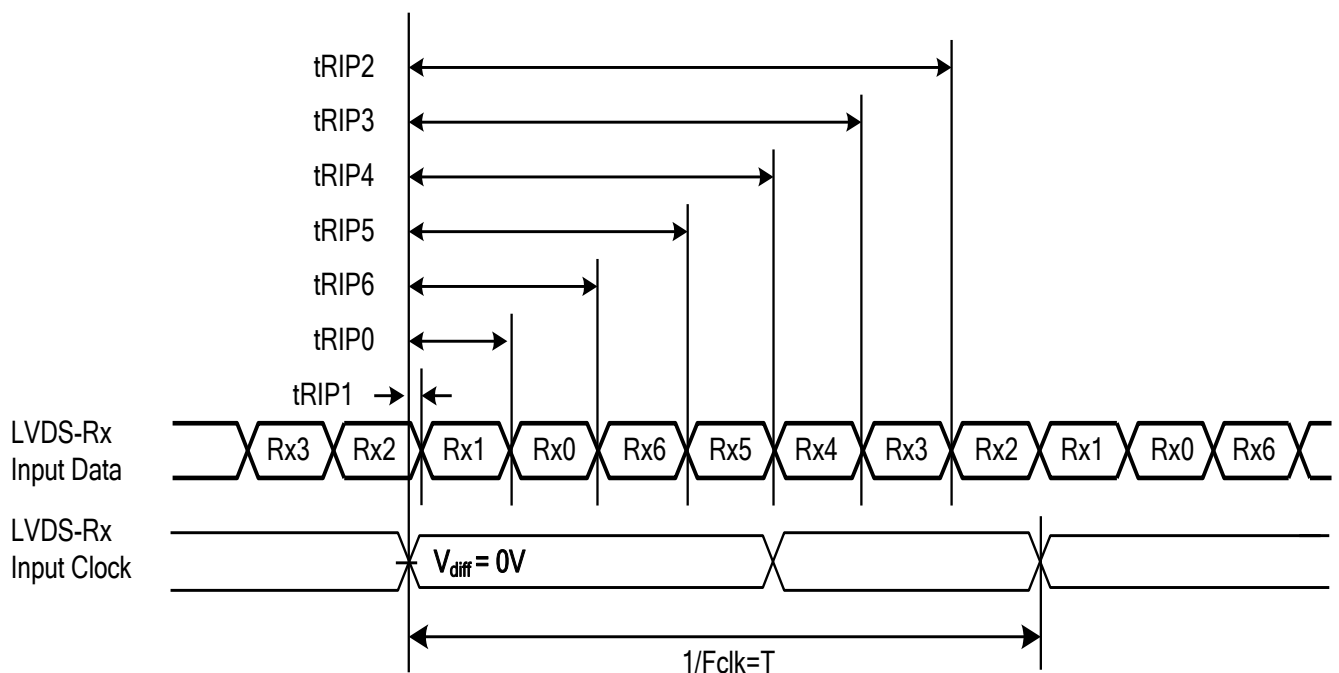 tRIP2
tRIP3
tRIP4
tRIP5
tRIP6
tRIP0
tRIP1
LVDS-Rx
Input Data
Rx3 Rx2 Rx1 Rx0 Rx6 Rx5 Rx4 Rx3 Rx2 Rx1 Rx0 Rx6
LVDS-Rx
Input Clock
Vdiff = 0V
1/Fclk=T